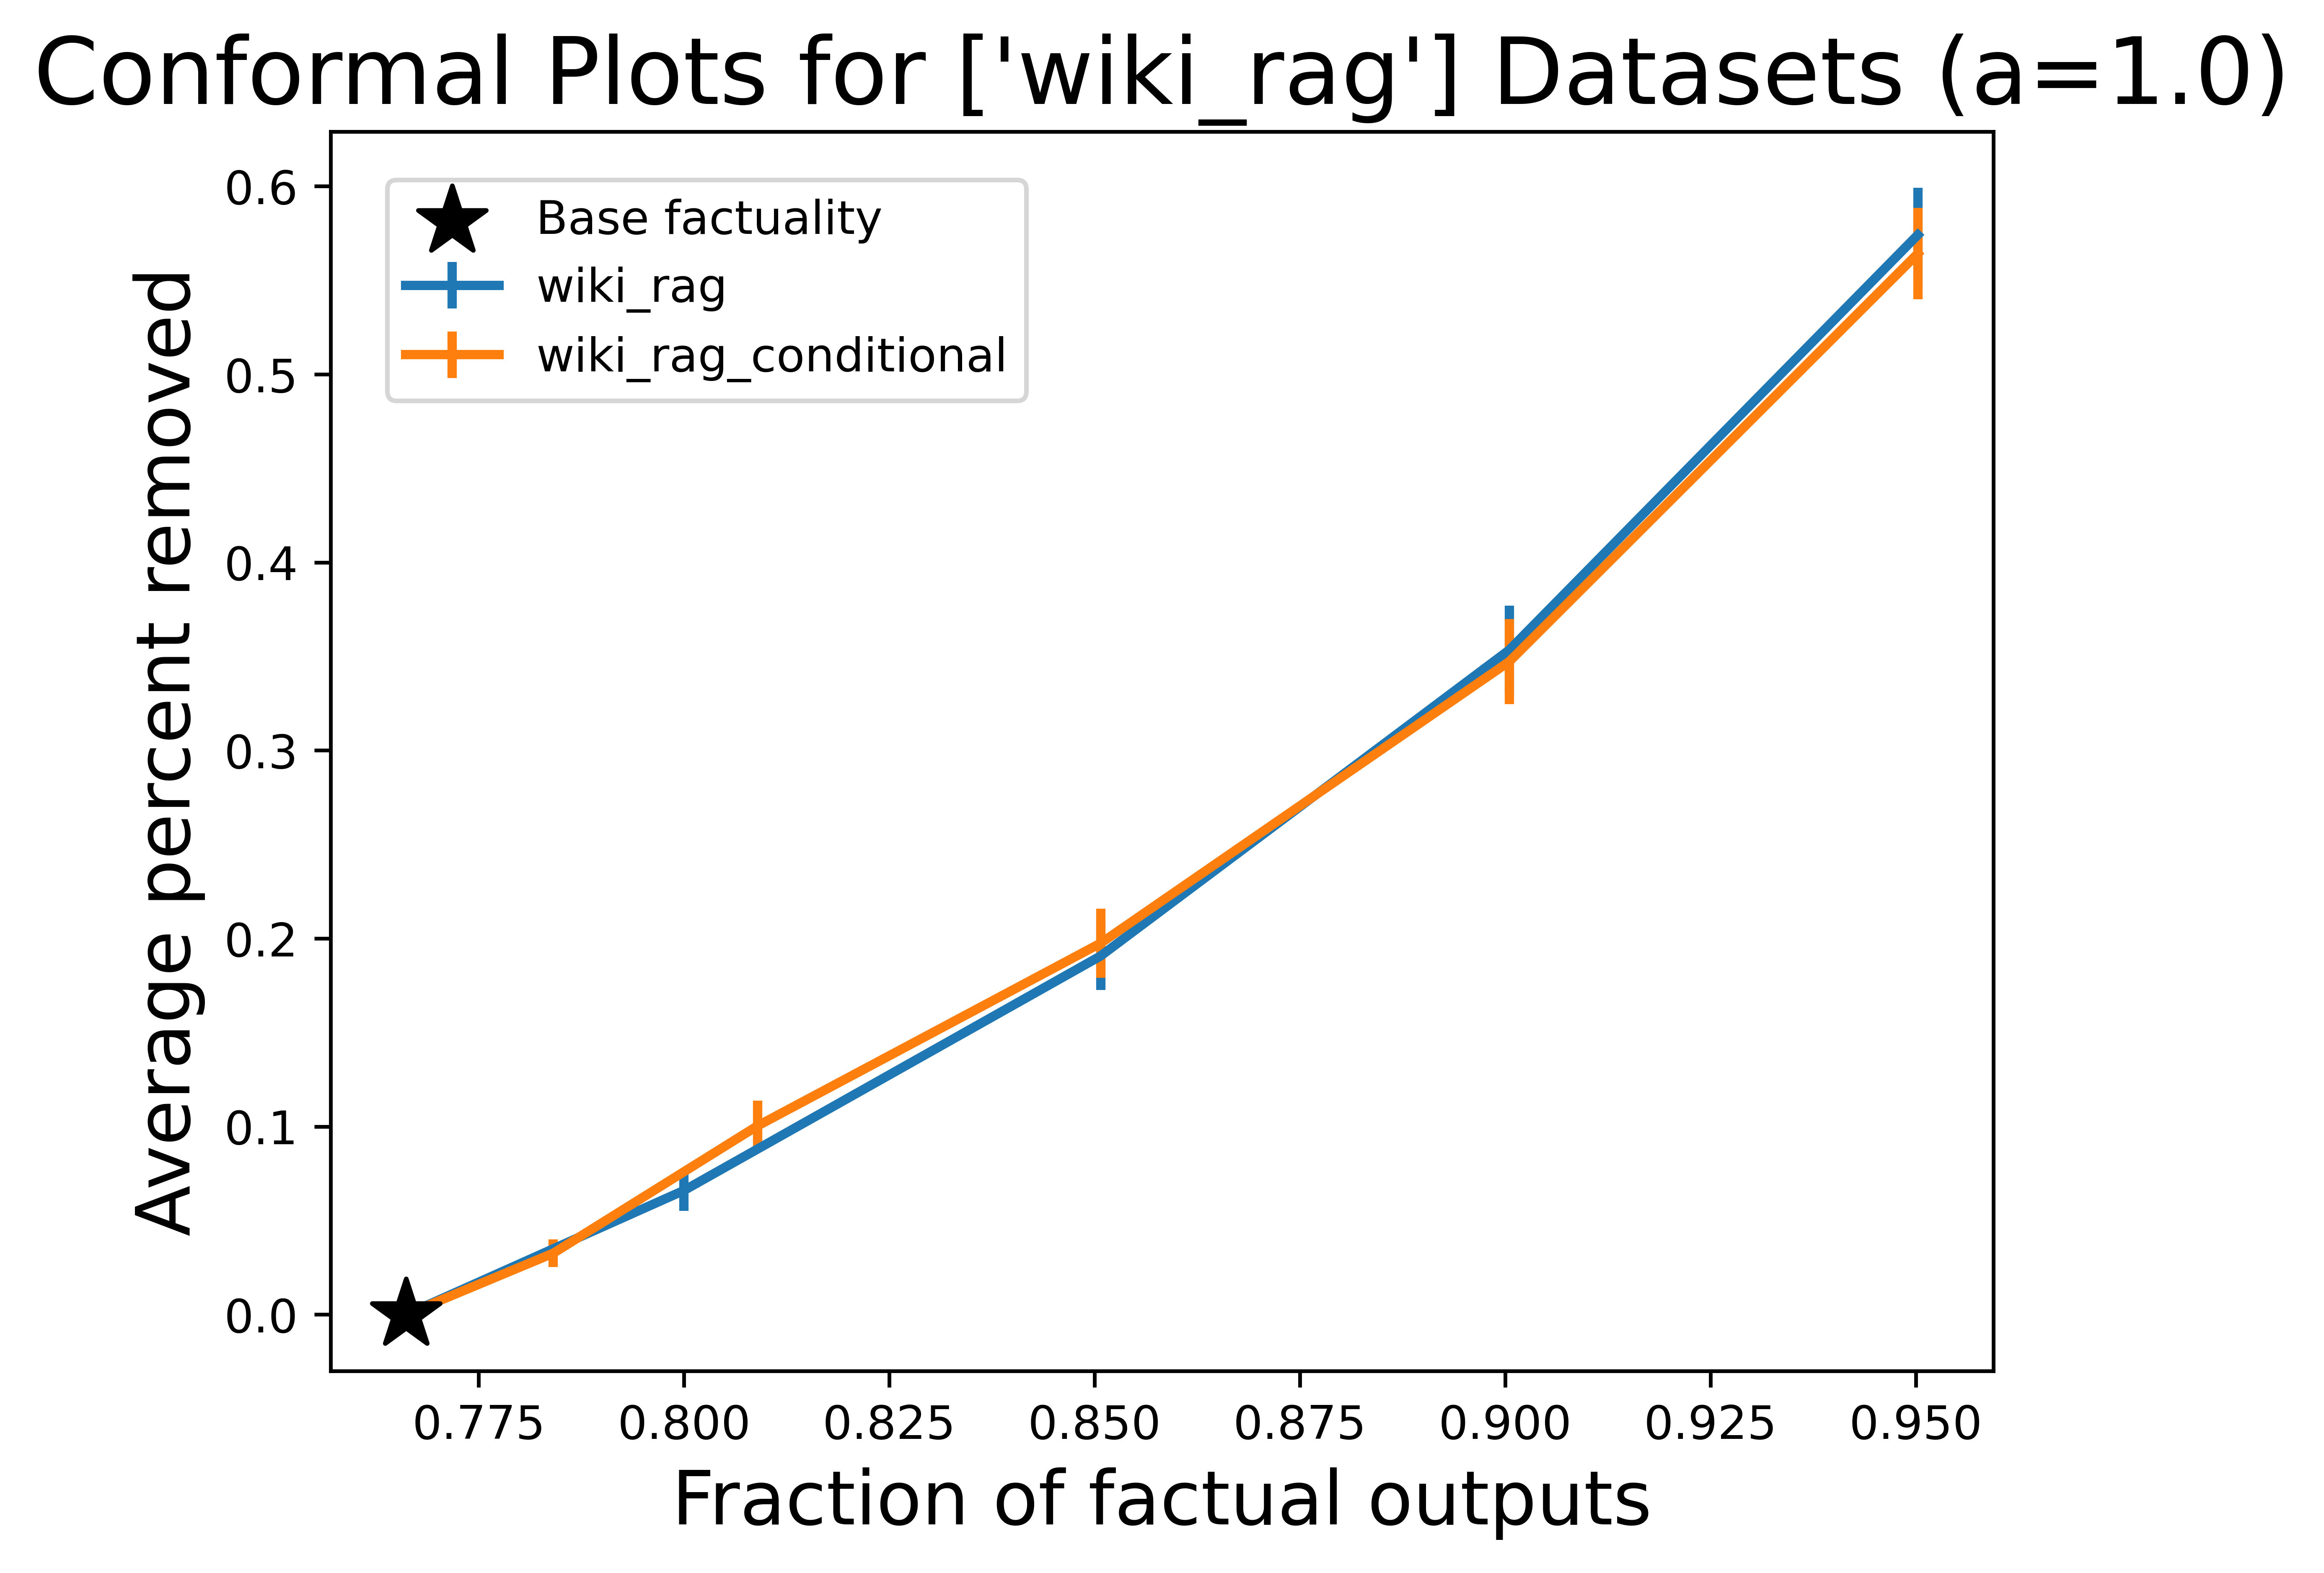 Conformal Plots for ['wiki_rag'] Datasets (a=1.0)
Base factuality
wiki_rag
wiki_rag_conditional
Average percent removed
0.6
0.5
0.4
0.3
0.2
0.1
0.0
0.775 0.800 0.825 0.850 0.875 0.900 0.925 0.950
Fraction of factual outputs